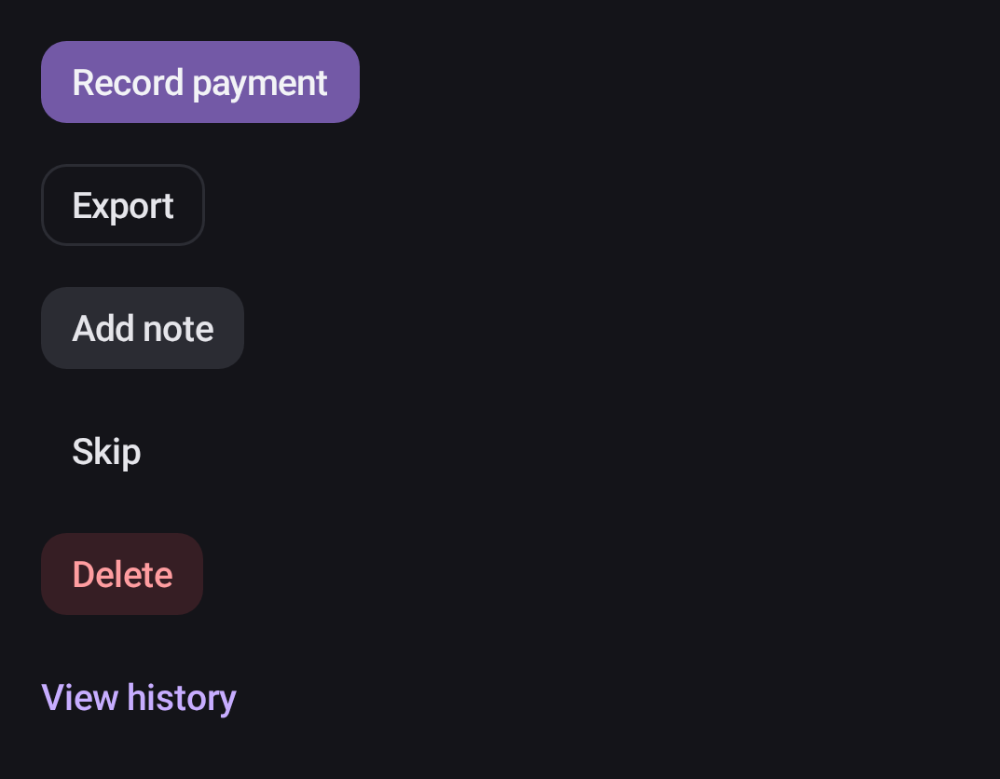 Record payment
Export
Add note
Skip
Delete
View history